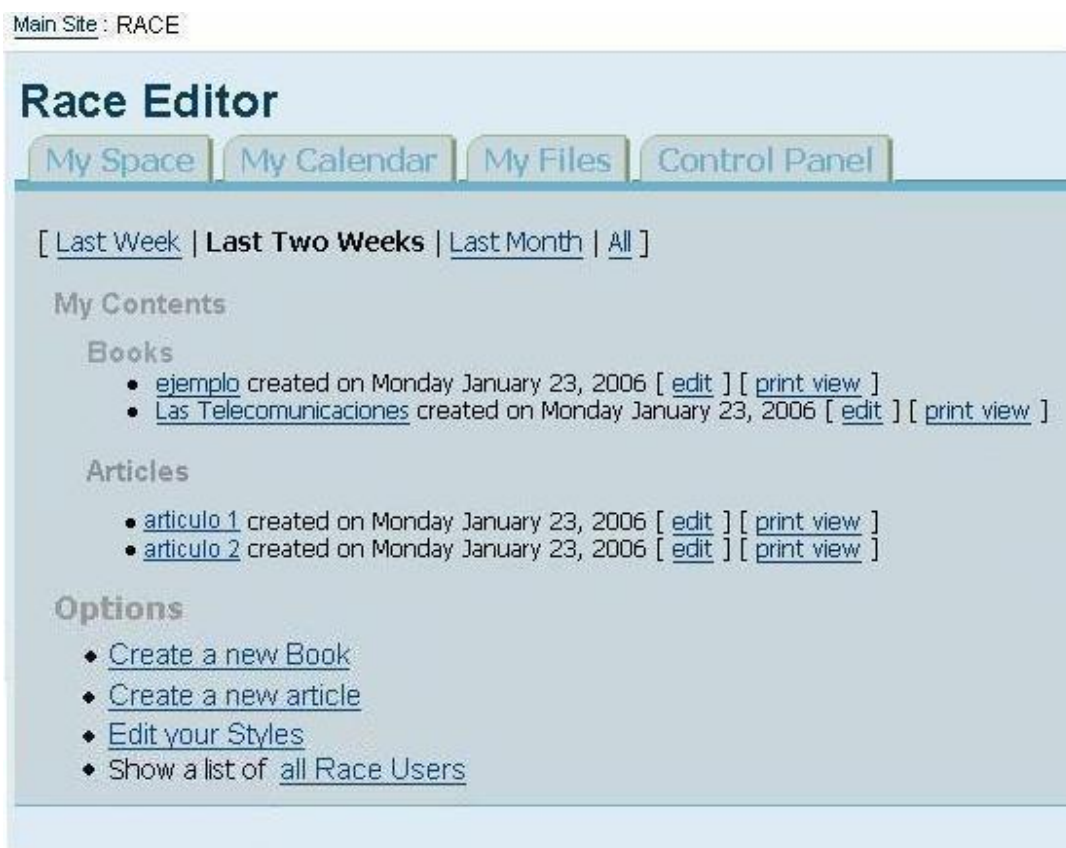 Main Site : RACE
Race Editor
My Space My Calendar My Files Control Panel
[ Last Week | Last Two Weeks | Last Month | All ]
My Contents
Books
• ejemplo created on Monday January 23, 2006 [ edit ] [ print view ]
• Las Telecomunicaciones created on Monday January 23, 2006 [ edit ] [ print view ]
Articles
• articulo 1 created on Monday January 23, 2006 [ edit ] [ print view ]
• articulo 2 created on Monday January 23, 2006 [ edit ] [ print view ]
Options
• Create a new Book
• Create a new article
• Edit your Styles
• Show a list of all Race Users